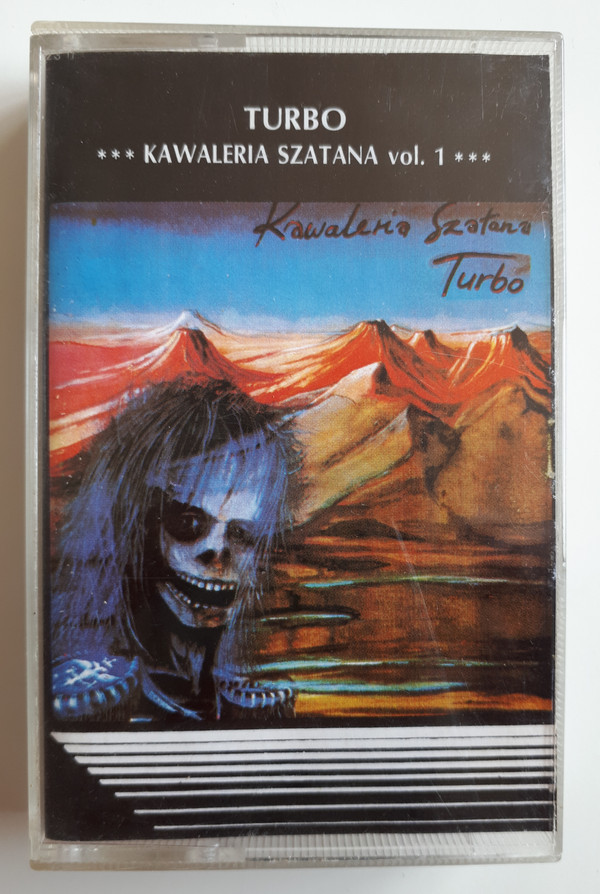 TURBO
*** KAWALERIA SZATANA vol. 1 ***
Kawaleria Szatana
Turbo